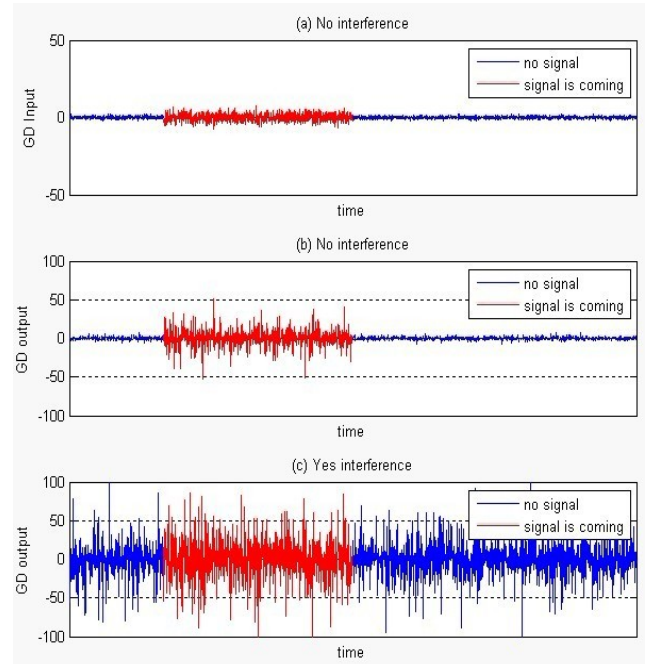 (a) No interference
50
0
-50
GD Input
no signal
signal is coming
time
(b) No interference
100
50
0
-50
-100
GD output
no signal
signal is coming
time
(c) Yes interference
100
50
0
-50
-100
GD output
no signal
signal is coming
time